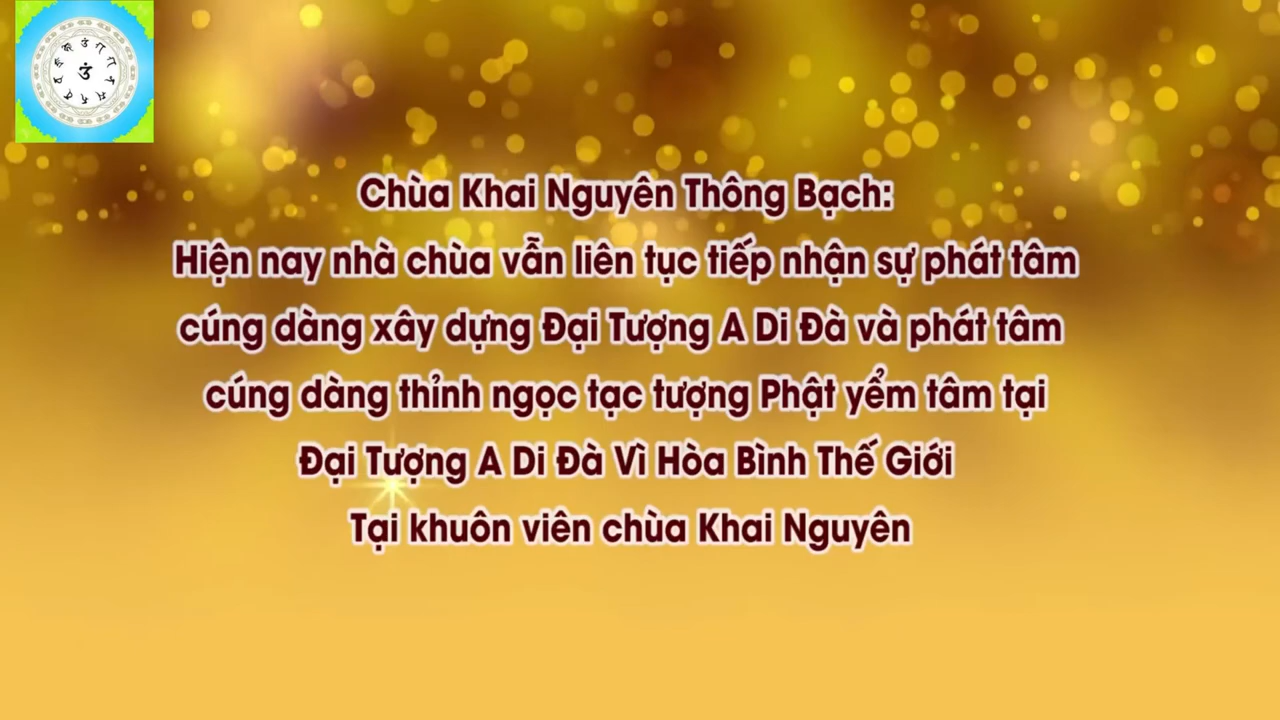 Chùa Khai Nguyên Thông Bạch:
Hiện nay nhà chùa vẫn liên tục tiếp nhận sự phát tâm
cúng dàng xây dựng Đại Tượng A Di Đà và phát tâm
cúng dàng thỉnh ngọc tạc tượng Phật yểm tâm tại
Đại Tượng A Di Đà Vì Hòa Bình Thế Giới
Tại khuôn viên chùa Khai Nguyên